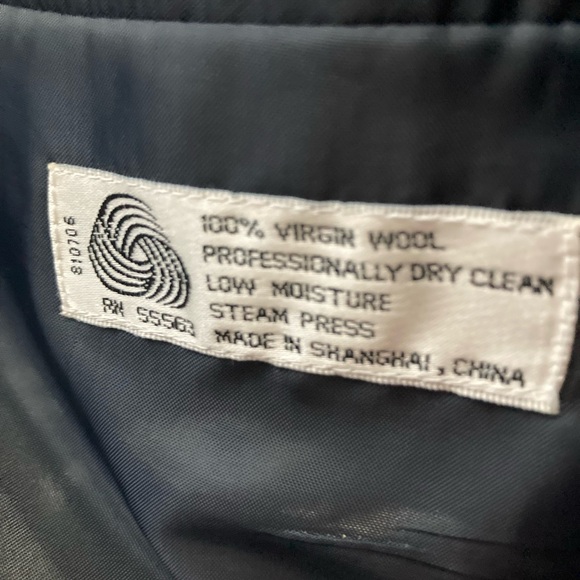 810706
100% VIRGIN WOOL
PROFESSIONALLY DRY CLEAN
LOW MOISTURE
STEAM PRESS
MADE IN SHANGHAI, CHINA
RN 55563